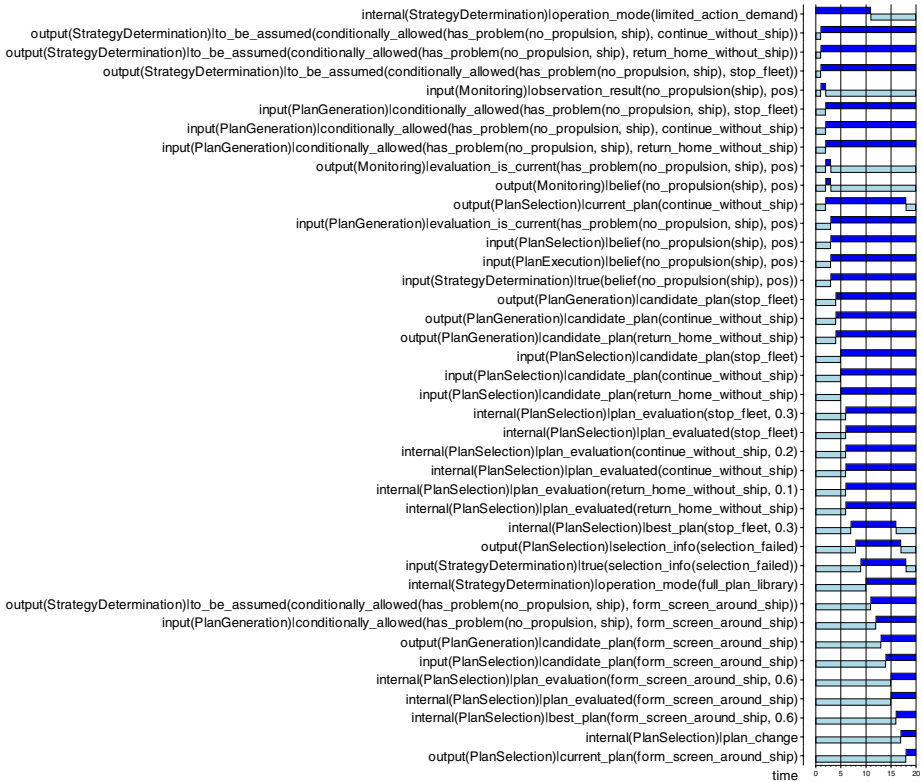 internal(StrategyDetermination)|operation_mode(limited_action_demand)
output(StrategyDetermination)|to_be_assumed(conditionally_allowed(has_problem(no_propulsion, ship), continue_without_ship))
output(StrategyDetermination)|to_be_assumed(conditionally_allowed(has_problem(no_propulsion, ship), return_home_without_ship))
output(StrategyDetermination)|to_be_assumed(conditionally_allowed(has_problem(no_propulsion, ship), stop_fleet))
input(Monitoring)|observation_result(no_propulsion(ship), pos)
input(PlanGeneration)|conditionally_allowed(has_problem(no_propulsion, ship), stop_fleet)
input(PlanGeneration)|conditionally_allowed(has_problem(no_propulsion, ship), continue_without_ship)
input(PlanGeneration)|conditionally_allowed(has_problem(no_propulsion, ship), return_home_without_ship)
output(Monitoring)|evaluation_is_current(has_problem(no_propulsion, ship), pos)
output(Monitoring)|belief(no_propulsion(ship), pos)
output(PlanSelection)|current_plan(continue_without_ship)
input(PlanGeneration)|evaluation_is_current(has_problem(no_propulsion, ship), pos)
input(PlanSelection)|belief(no_propulsion(ship), pos)
input(PlanExecution)|belief(no_propulsion(ship), pos)
input(StrategyDetermination)|true(belief(no_propulsion(ship), pos))
output(PlanGeneration)|candidate_plan(stop_fleet)
output(PlanGeneration)|candidate_plan(continue_without_ship)
output(PlanGeneration)|candidate_plan(return_home_without_ship)
input(PlanSelection)|candidate_plan(stop_fleet)
input(PlanSelection)|candidate_plan(continue_without_ship)
input(PlanSelection)|candidate_plan(return_home_without_ship)
internal(PlanSelection)|plan_evaluation(stop_fleet, 0.3)
internal(PlanSelection)|plan_evaluated(stop_fleet)
internal(PlanSelection)|plan_evaluation(continue_without_ship, 0.2)
internal(PlanSelection)|plan_evaluated(continue_without_ship)
internal(PlanSelection)|plan_evaluation(return_home_without_ship, 0.1)
internal(PlanSelection)|plan_evaluated(return_home_without_ship)
internal(PlanSelection)|best_plan(stop_fleet, 0.3)
output(PlanSelection)|selection_info(selection_failed)
input(StrategyDetermination)|true(selection_info(selection_failed))
internal(StrategyDetermination)|operation_mode(full_plan_library)
output(StrategyDetermination)|to_be_assumed(conditionally_allowed(has_problem(no_propulsion, ship), form_screen_around_ship))
input(PlanGeneration)|conditionally_allowed(has_problem(no_propulsion, ship), form_screen_around_ship)
output(PlanGeneration)|candidate_plan(form_screen_around_ship)
input(PlanSelection)|candidate_plan(form_screen_around_ship)
internal(PlanSelection)|plan_evaluation(form_screen_around_ship, 0.6)
internal(PlanSelection)|plan_evaluated(form_screen_around_ship)
internal(PlanSelection)|best_plan(form_screen_around_ship, 0.6)
internal(PlanSelection)|plan_change
output(PlanSelection)|current_plan(form_screen_around_ship)
time 0 5 10 15 20